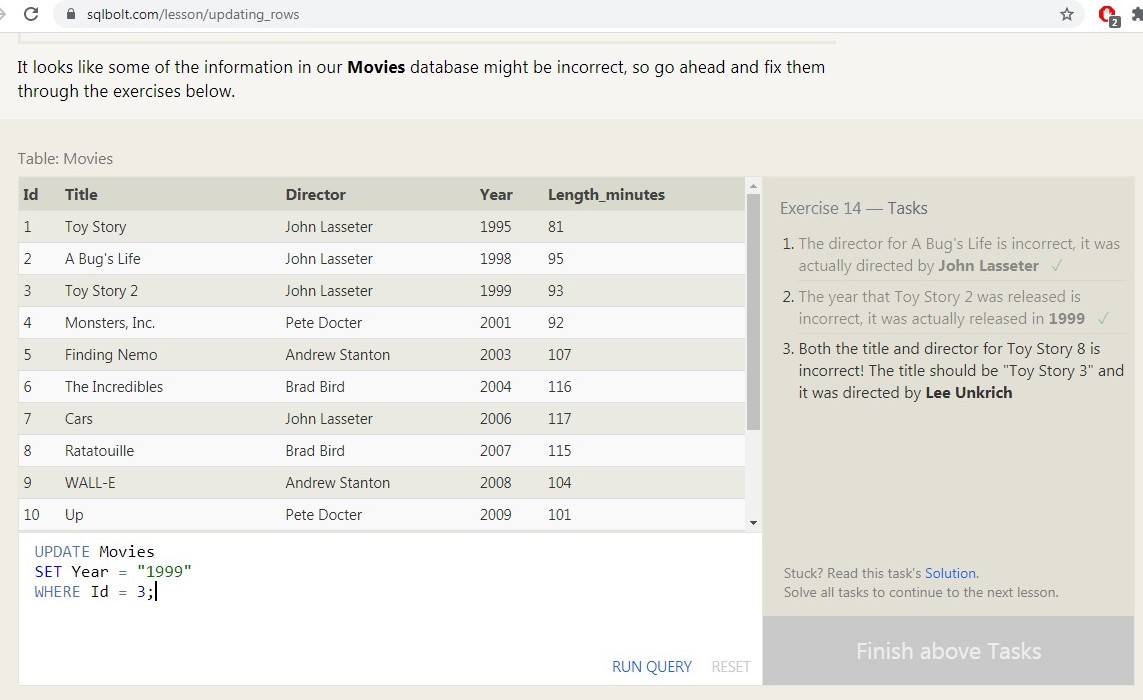 sqlbolt.com/lesson/updating_rows
2
It looks like some of the information in our Movies database might be incorrect, so go ahead and fix them
through the exercises below.
Table: Movies
Id Title Director Year Length_minutes
1 Toy Story John Lasseter 1995 81
2 A Bug's Life John Lasseter 1998 95
3 Toy Story 2 John Lasseter 1999 93
4 Monsters, Inc. Pete Docter 2001 92
5 Finding Nemo Andrew Stanton 2003 107
6 The Incredibles Brad Bird 2004 116
7 Cars John Lasseter 2006 117
8 Ratatouille Brad Bird 2007 115
9 WALL-E Andrew Stanton 2008 104
10 Up Pete Docter 2009 101
UPDATE Movies
SET Year = "1999"
WHERE Id = 3;
RUN QUERY RESET
Exercise 14 — Tasks
1. The director for A Bug's Life is incorrect, it was
actually directed by John Lasseter ✓
2. The year that Toy Story 2 was released is
incorrect, it was actually released in 1999 ✓
3. Both the title and director for Toy Story 8 is
incorrect! The title should be "Toy Story 3" and
it was directed by Lee Unkrich
Stuck? Read this task's Solution.
Solve all tasks to continue to the next lesson.
Finish above Tasks